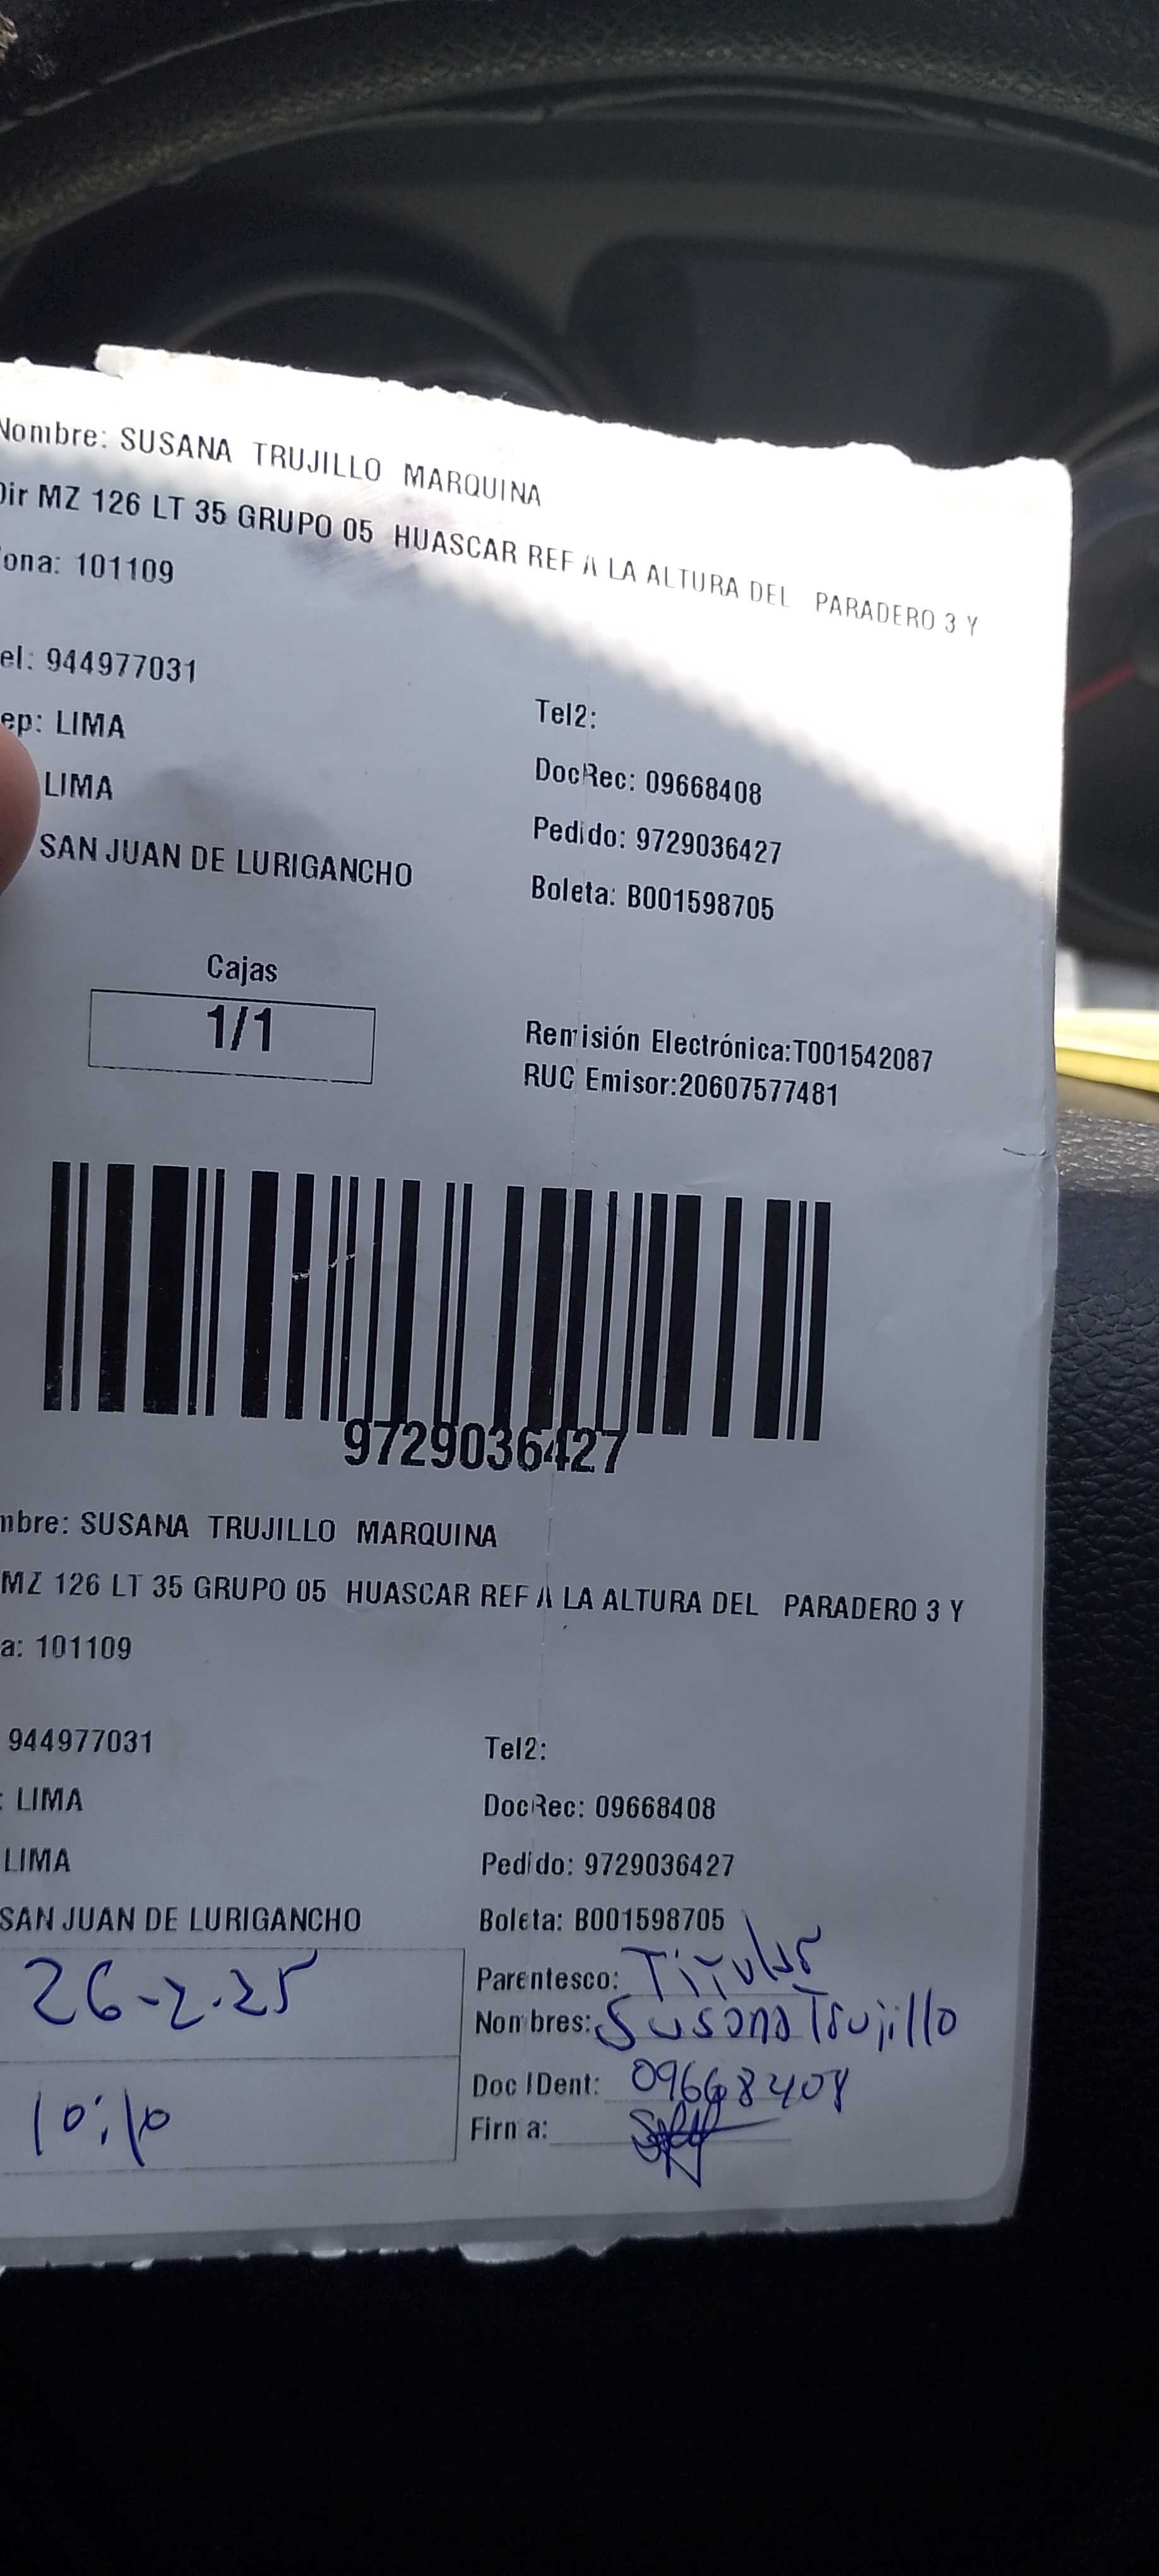 Nombre: SUSANA TRUJILLO MARQUINA
Dir MZ 126 LT 35 GRUPO 05 HUASCAR REF A LA ALTURA DEL PARADERO 3 Y
ona: 101109
el: 944977031
Tel2:
ep: LIMA
DocRec: 09668408
LIMA
Pedido: 9729036427
SAN JUAN DE LURIGANCHO
Boleta: B001598705
Cajas
1/1
Remisión Electrónica:T001542087
RUC Emisor:20607577481
9729036427
mbre: SUSANA TRUJILLO MARQUINA
MZ 126 LT 35 GRUPO 05 HUASCAR REF A LA ALTURA DEL PARADERO 3 Y
a: 101109
944977031
Tel2:
: LIMA
DocRec: 09668408
LIMA
Pedido: 9729036427
SAN JUAN DE LURIGANCHO
Boleta: B001598705
26-2-25
Parentesco: Titular
Nombres: Susana Trujillo
10:10
Doc IDent: 09668408
Firma: